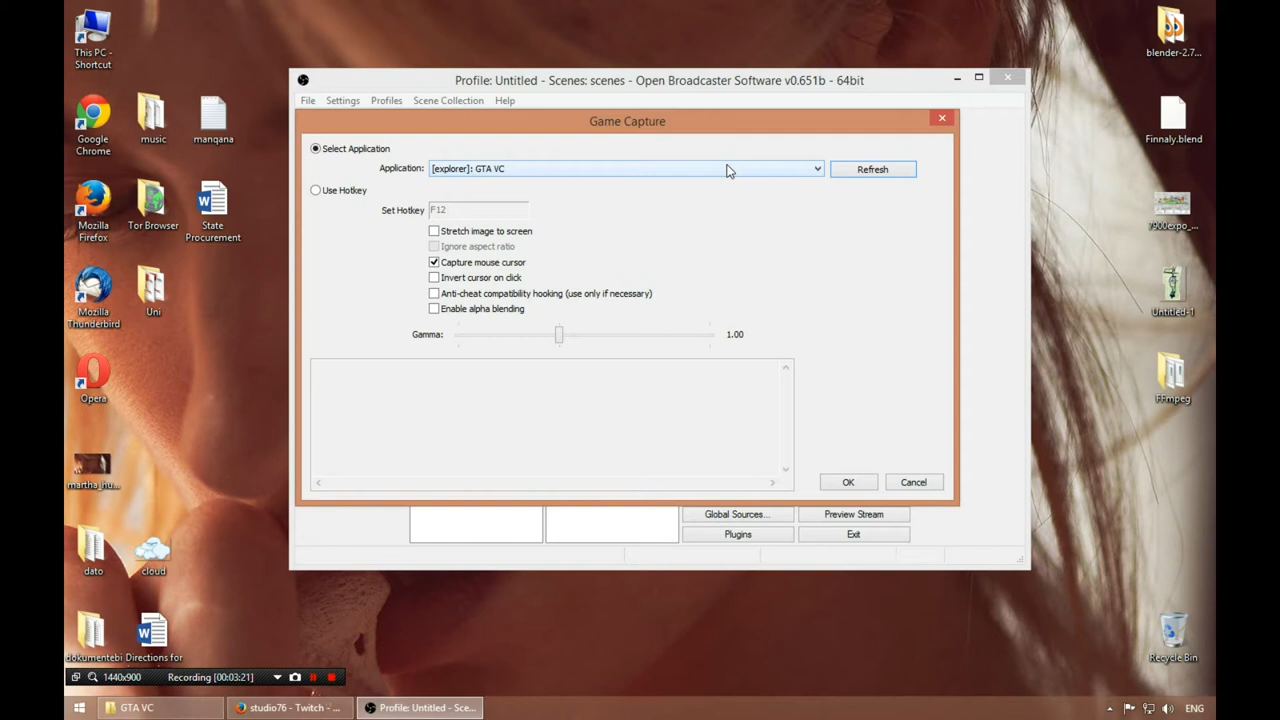 This PC -
Shortcut
Google
Chrome
music
manqana
Mozilla
Firefox
Tor Browser
State
Procurement
Mozilla
Thunderbird
Uni
Opera
martha_hu...
dato
cloud
dokumentebi
Directions for
blender-2.7...
Finnaly.blend
7900expo_...
Untitled-1
FFmpeg
Recycle Bin
Profile: Untitled - Scenes: scenes - Open Broadcaster Software v0.651b - 64bit
File Settings Profiles Scene Collection Help
Game Capture
Select Application
Application: [explorer]: GTA VC Refresh
Use Hotkey
Set Hotkey F12
Stretch image to screen
Ignore aspect ratio
Capture mouse cursor
Invert cursor on click
Anti-cheat compatibility hooking (use only if necessary)
Enable alpha blending
Gamma: 1.00
OK Cancel
Global Sources... Preview Stream
Plugins Exit
1440x900 Recording [00:03:21]
GTA VC studio76 - Twitch - ... Profile: Untitled - Sce... ENG